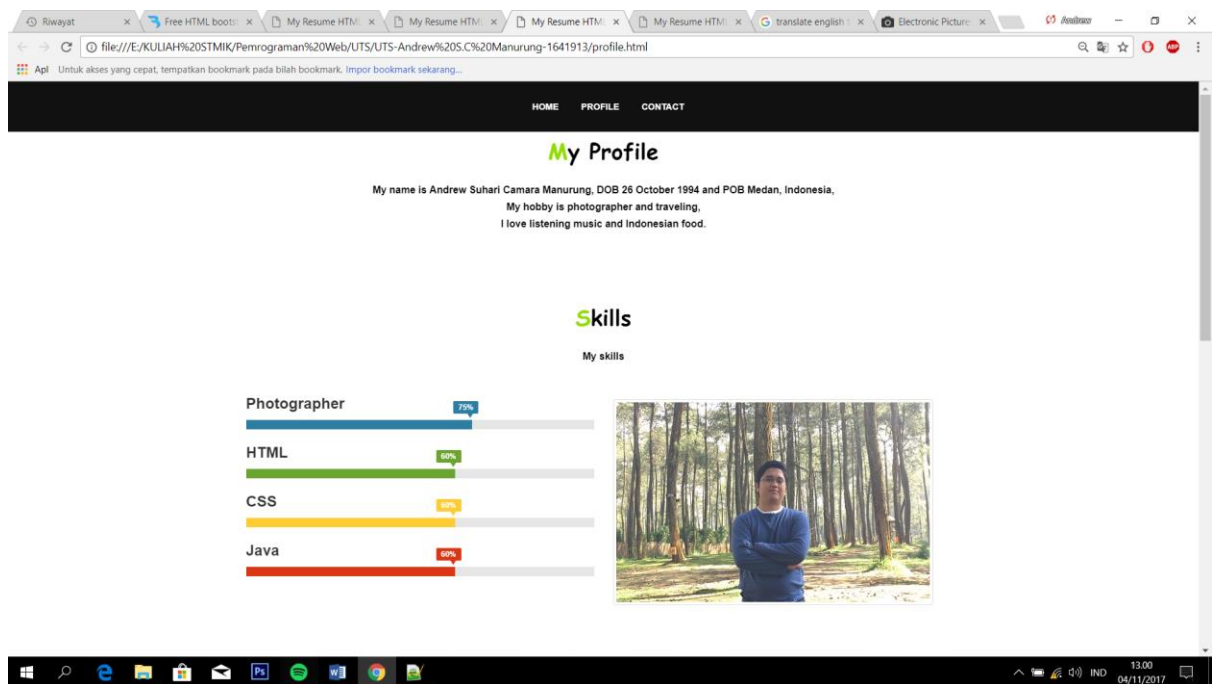 Riwayat
Free HTML bootst
My Resume HTML
My Resume HTML
My Resume HTML
My Resume HTML
translate english t
Electronic Picture
file:///E:/KULIAH%20STMIK/Pemrograman%20Web/UTS/UTS-Andrew%20S.C%20Manurung-1641913/profile.html
ABP
Apl Untuk akses yang cepat, tempatkan bookmark pada bilah bookmark. Impor bookmark sekarang...
HOME PROFILE CONTACT
My Profile
My name is Andrew Suhari Camara Manurung, DOB 26 October 1994 and POB Medan, Indonesia,
My hobby is photographer and traveling,
I love listening music and Indonesian food.
Skills
My skills
Photographer
75%
HTML
60%
CSS
60%
Java
60%
Ps
IND
13.00
04/11/2017